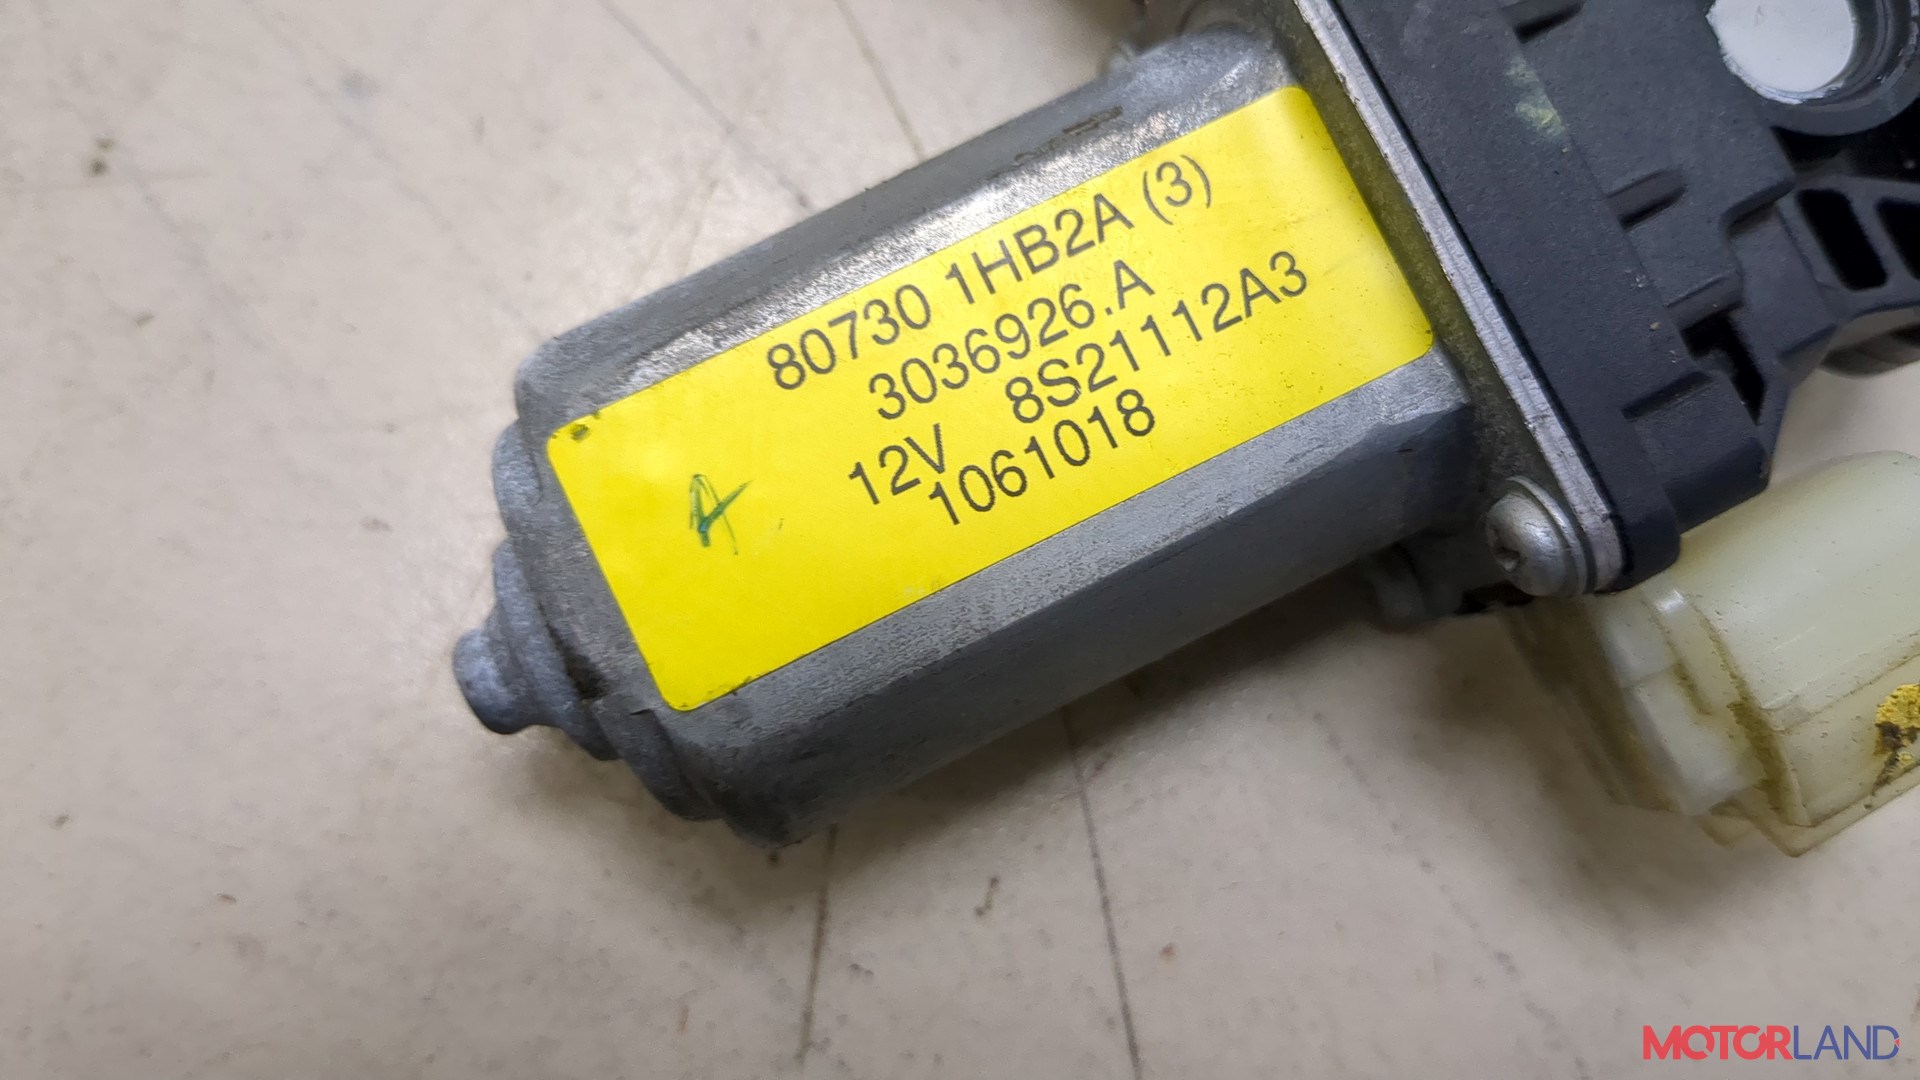 80730 1HB2A (3)
3036926.A
12V 8S21112A3
1061018
A
MOTORLAND